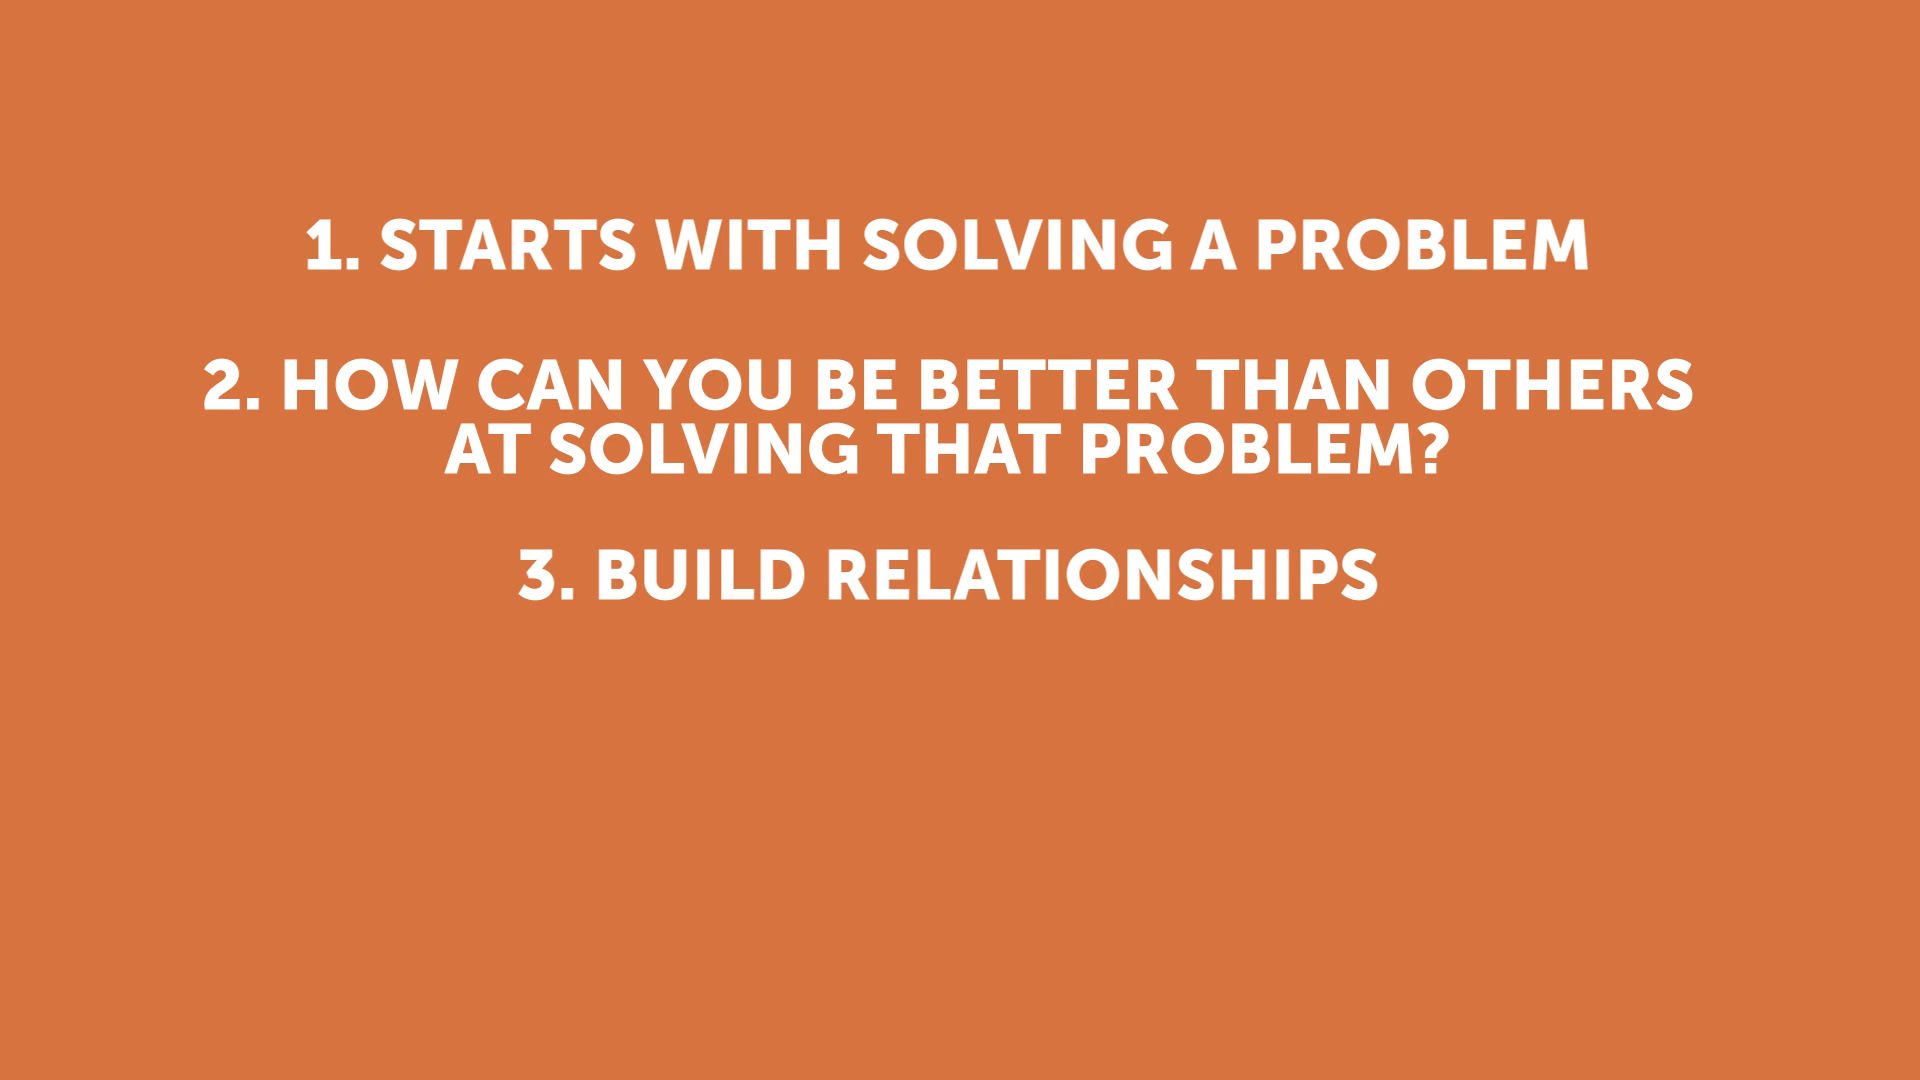 1. STARTS WITH SOLVING A PROBLEM
2. HOW CAN YOU BE BETTER THAN OTHERS
AT SOLVING THAT PROBLEM?
3. BUILD RELATIONSHIPS